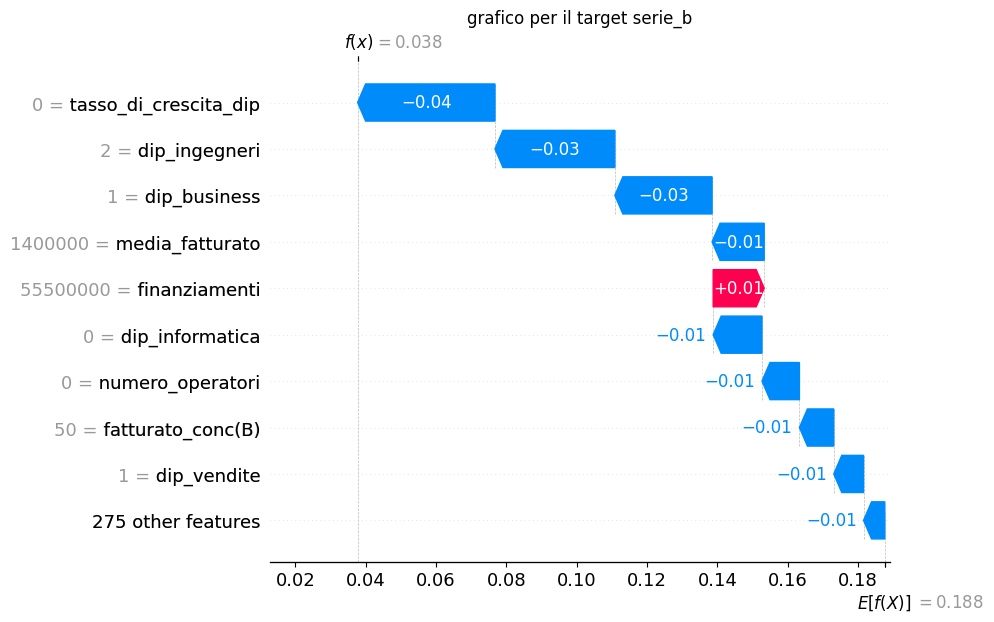 grafico per il target serie_b
f(x) = 0.038
0 = tasso_di_crescita_dip
−0.04
2 = dip_ingegneri
−0.03
1 = dip_business
−0.03
1400000 = media_fatturato
−0.01
55500000 = finanziamenti
+0.01
0 = dip_informatica
−0.01
0 = numero_operatori
−0.01
50 = fatturato_conc(B)
−0.01
1 = dip_vendite
−0.01
275 other features
−0.01
0.02 0.04 0.06 0.08 0.10 0.12 0.14 0.16 0.18
E[f(X)] = 0.188